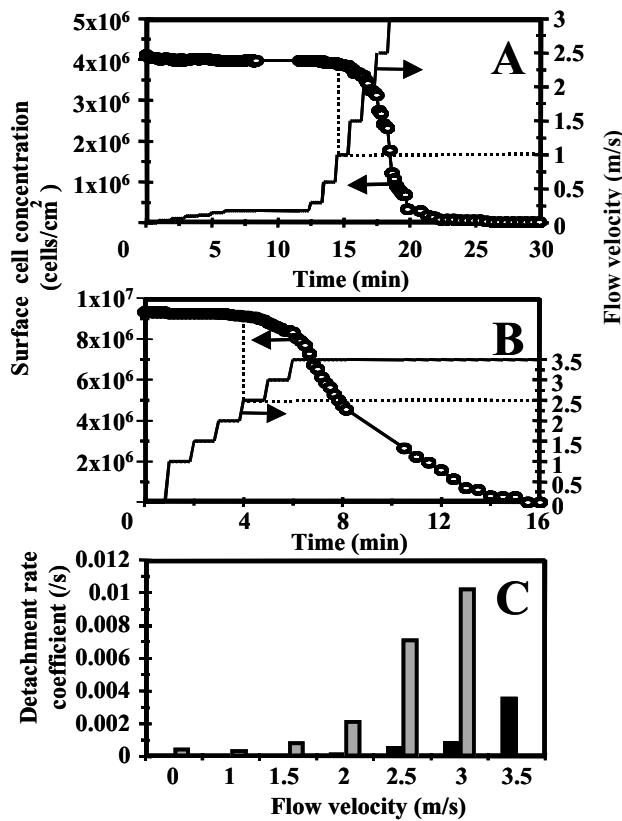 A
Surface cell concentration
(cells/cm²)
5x10⁶
4x10⁶
3x10⁶
2x10⁶
1x10⁶
3
2.5
2
1.5
1
0.5
0
Flow velocity (m/s)
0 5 10 15 20 25 30
Time (min)
B
1x10⁷
8x10⁶
6x10⁶
4x10⁶
2x10⁶
3.5
3
2.5
2
1.5
1
0.5
0
0 4 8 12 16
Time (min)
C
Detachment rate
coefficient (/s)
0.012
0.01
0.008
0.006
0.004
0.002
0
0 1 1.5 2 2.5 3 3.5
Flow velocity (m/s)